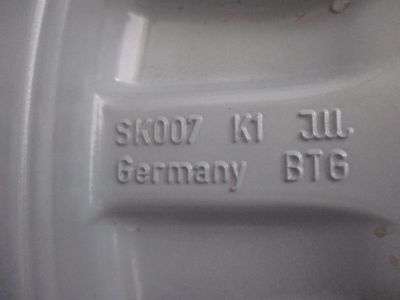 SK007 K1
Germany BTG